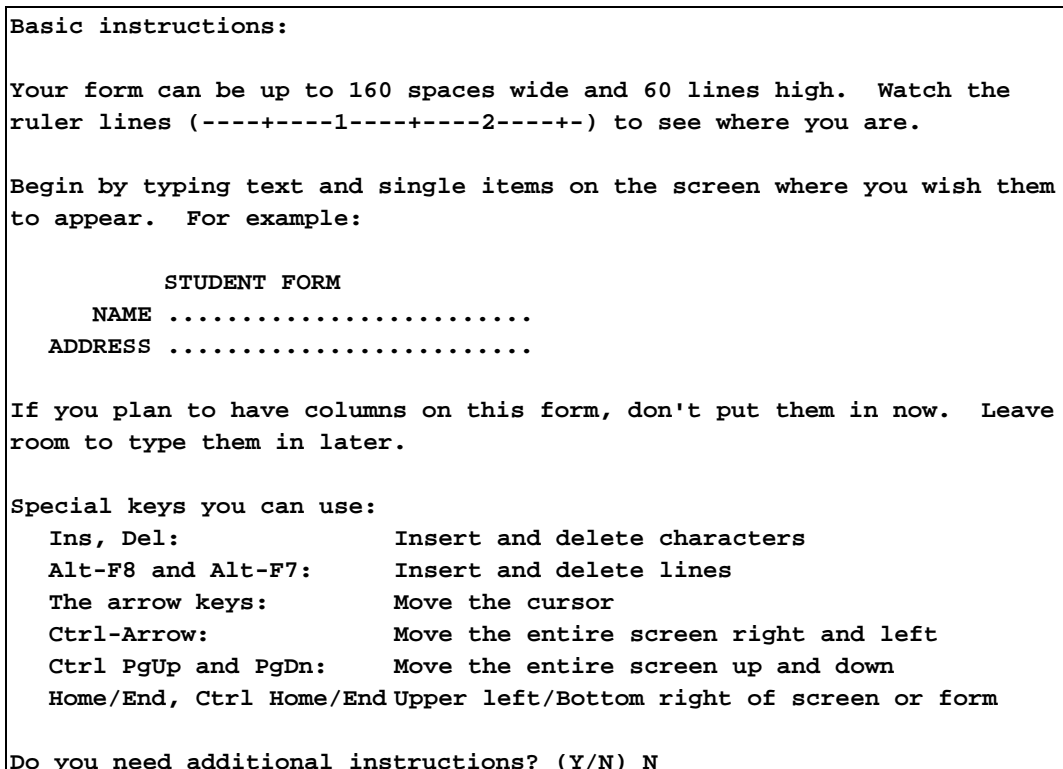 Basic instructions:
Your form can be up to 160 spaces wide and 60 lines high.  Watch the
ruler lines (----+----1----+----2----+-) to see where you are.
Begin by typing text and single items on the screen where you wish them
to appear.  For example:
STUDENT FORM
NAME .........................
ADDRESS .........................
If you plan to have columns on this form, don't put them in now.  Leave
room to type them in later.
Special keys you can use:
Ins, Del: Insert and delete characters
Alt-F8 and Alt-F7: Insert and delete lines
The arrow keys: Move the cursor
Ctrl-Arrow: Move the entire screen right and left
Ctrl PgUp and PgDn: Move the entire screen up and down
Home/End, Ctrl Home/End Upper left/Bottom right of screen or form
Do you need additional instructions? (Y/N) N